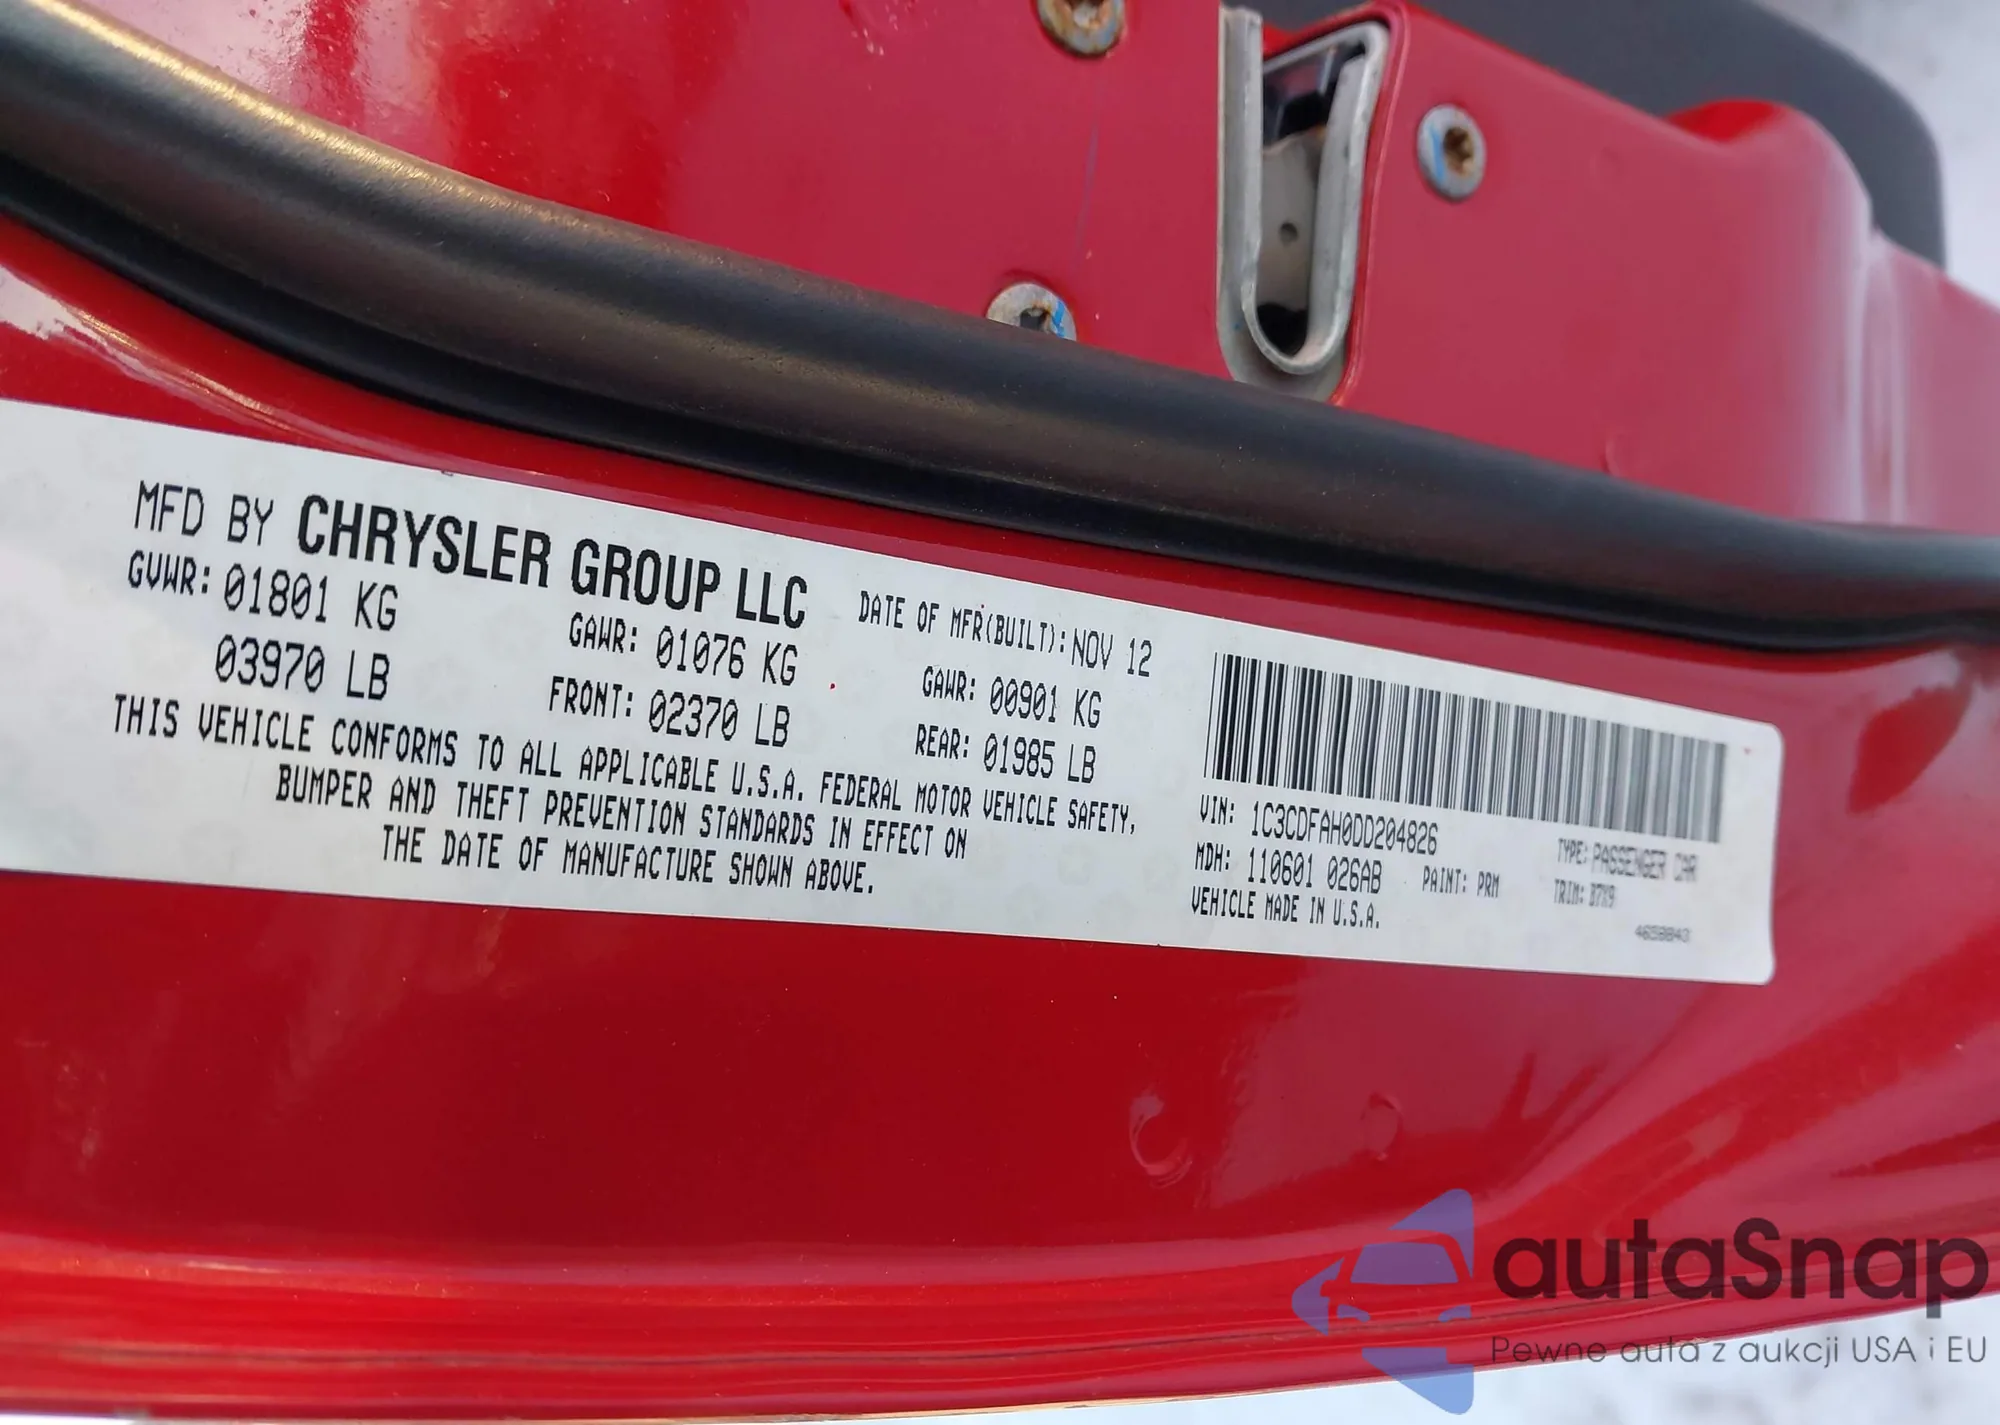 MFD BY CHRYSLER GROUP LLC
DATE OF MFR(BUILT): NOV 12
GVWR: 01801 KG
03970 LB
GAWR: 01076 KG
FRONT: 02370 LB
GAWR: 00901 KG
REAR: 01985 LB
THIS VEHICLE CONFORMS TO ALL APPLICABLE U.S.A. FEDERAL MOTOR VEHICLE SAFETY,
BUMPER AND THEFT PREVENTION STANDARDS IN EFFECT ON
THE DATE OF MANUFACTURE SHOWN ABOVE.
VIN: 1C3CDFAH0DD204826
TYPE: PASSENGER CAR
MDH: 110601 026AB
PAINT: PRM
TRIM: B7X9
VEHICLE MADE IN U.S.A.
autaSnap
Pewne auta z aukcji USA i EU